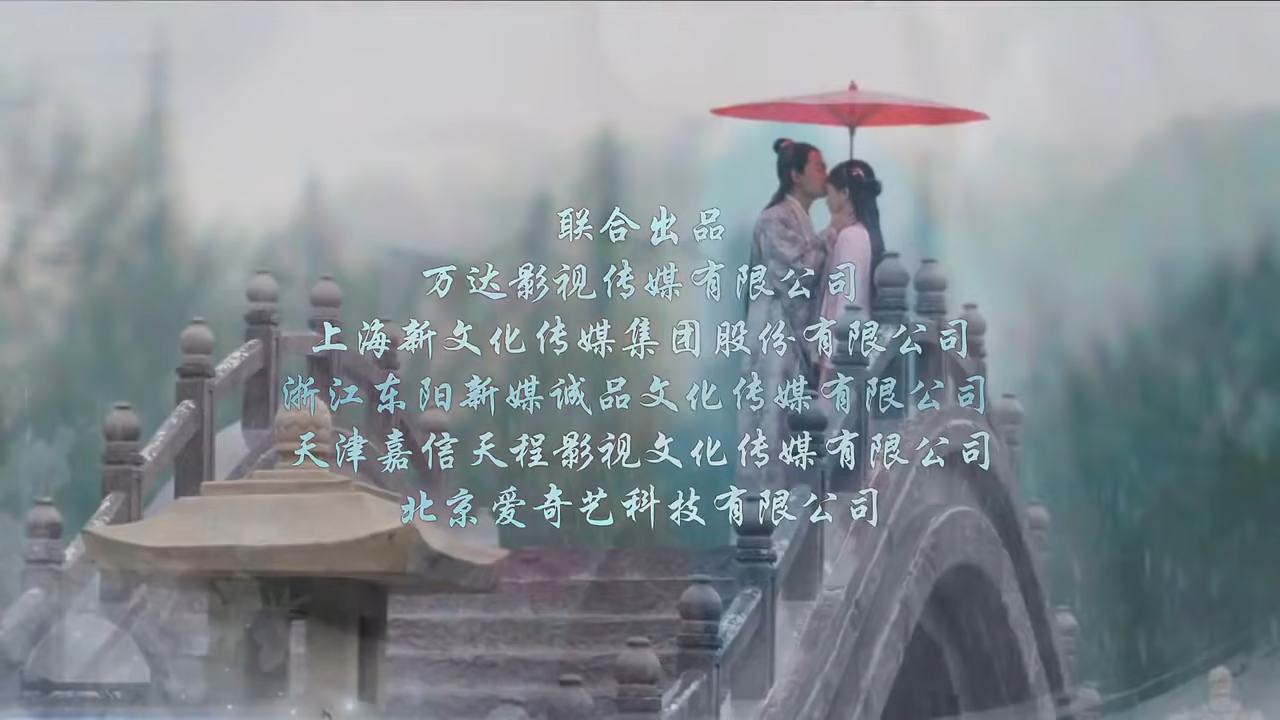 联合出品
万达影视传媒有限公司
上海新文化传媒集团股份有限公司
浙江东阳新媒诚品文化传媒有限公司
天津嘉信天程影视文化传媒有限公司
北京爱奇艺科技有限公司